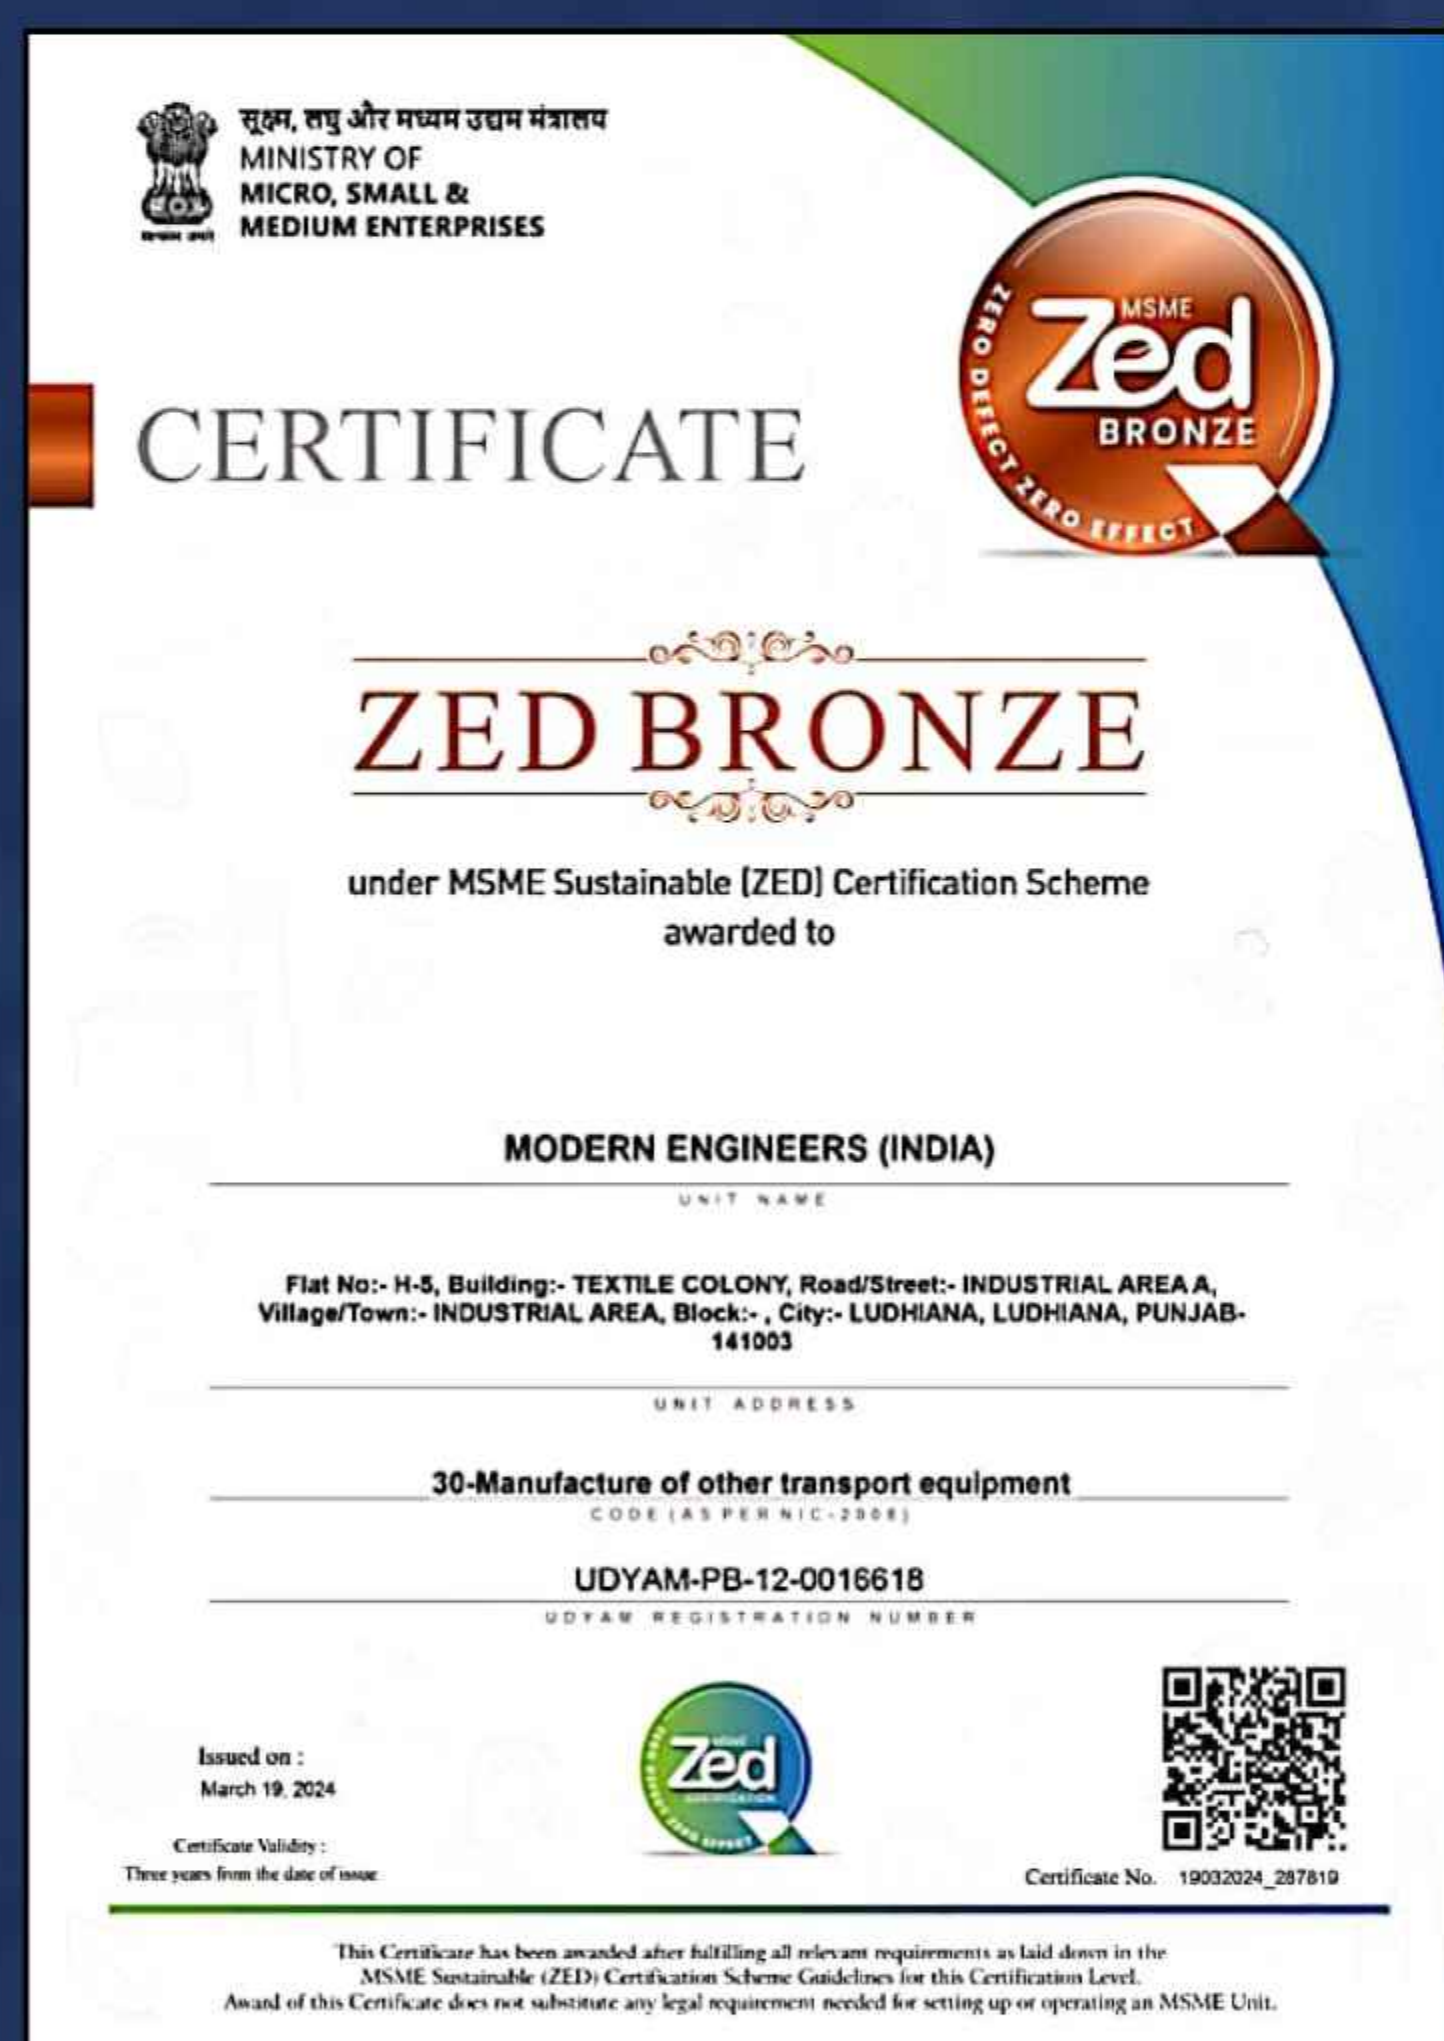 सूक्ष्म, लघु और मध्यम उद्यम मंत्रालय
MINISTRY OF
MICRO, SMALL &
MEDIUM ENTERPRISES
MSME
Zed
BRONZE
ZERO DEFECT ZERO EFFECT
CERTIFICATE
ZED BRONZE
under MSME Sustainable (ZED) Certification Scheme
awarded to
MODERN ENGINEERS (INDIA)
UNIT NAME
Flat No:- H-5, Building:- TEXTILE COLONY, Road/Street:- INDUSTRIAL AREA A,
Village/Town:- INDUSTRIAL AREA, Block:- , City:- LUDHIANA, LUDHIANA, PUNJAB-
141003
UNIT ADDRESS
30-Manufacture of other transport equipment
CODE (AS PER NIC-2008)
UDYAM-PB-12-0016618
UDYAM REGISTRATION NUMBER
Issued on :
March 19, 2024
Certificate Validity :
Three years from the date of issue
Zed
ZERO DEFECT ZERO EFFECT
Certificate No. 19032024_287819
This Certificate has been awarded after fulfilling all relevant requirements as laid down in the
MSME Sustainable (ZED) Certification Scheme Guidelines for this Certification Level.
Award of this Certificate does not substitute any legal requirement needed for setting up or operating an MSME Unit.